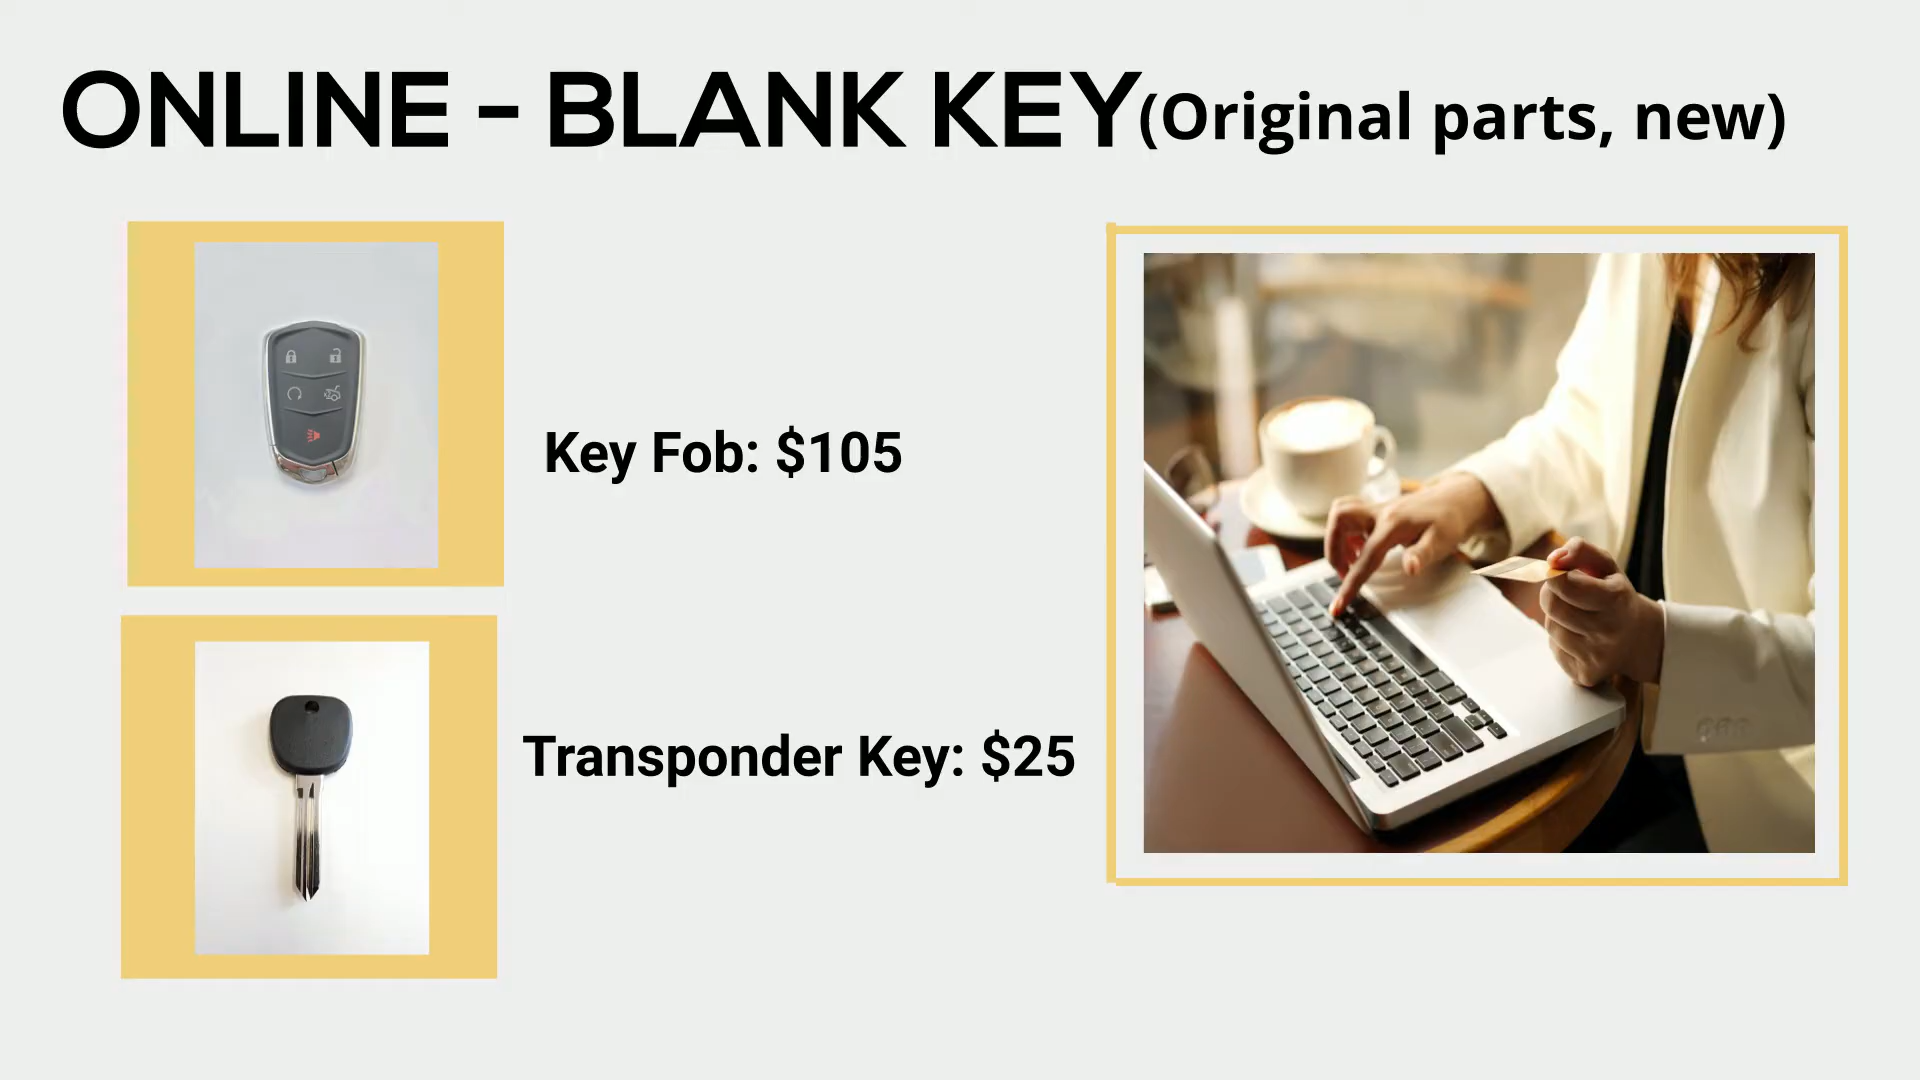 ONLINE - BLANK KEY(Original parts, new)
Key Fob: $105
Transponder Key: $25